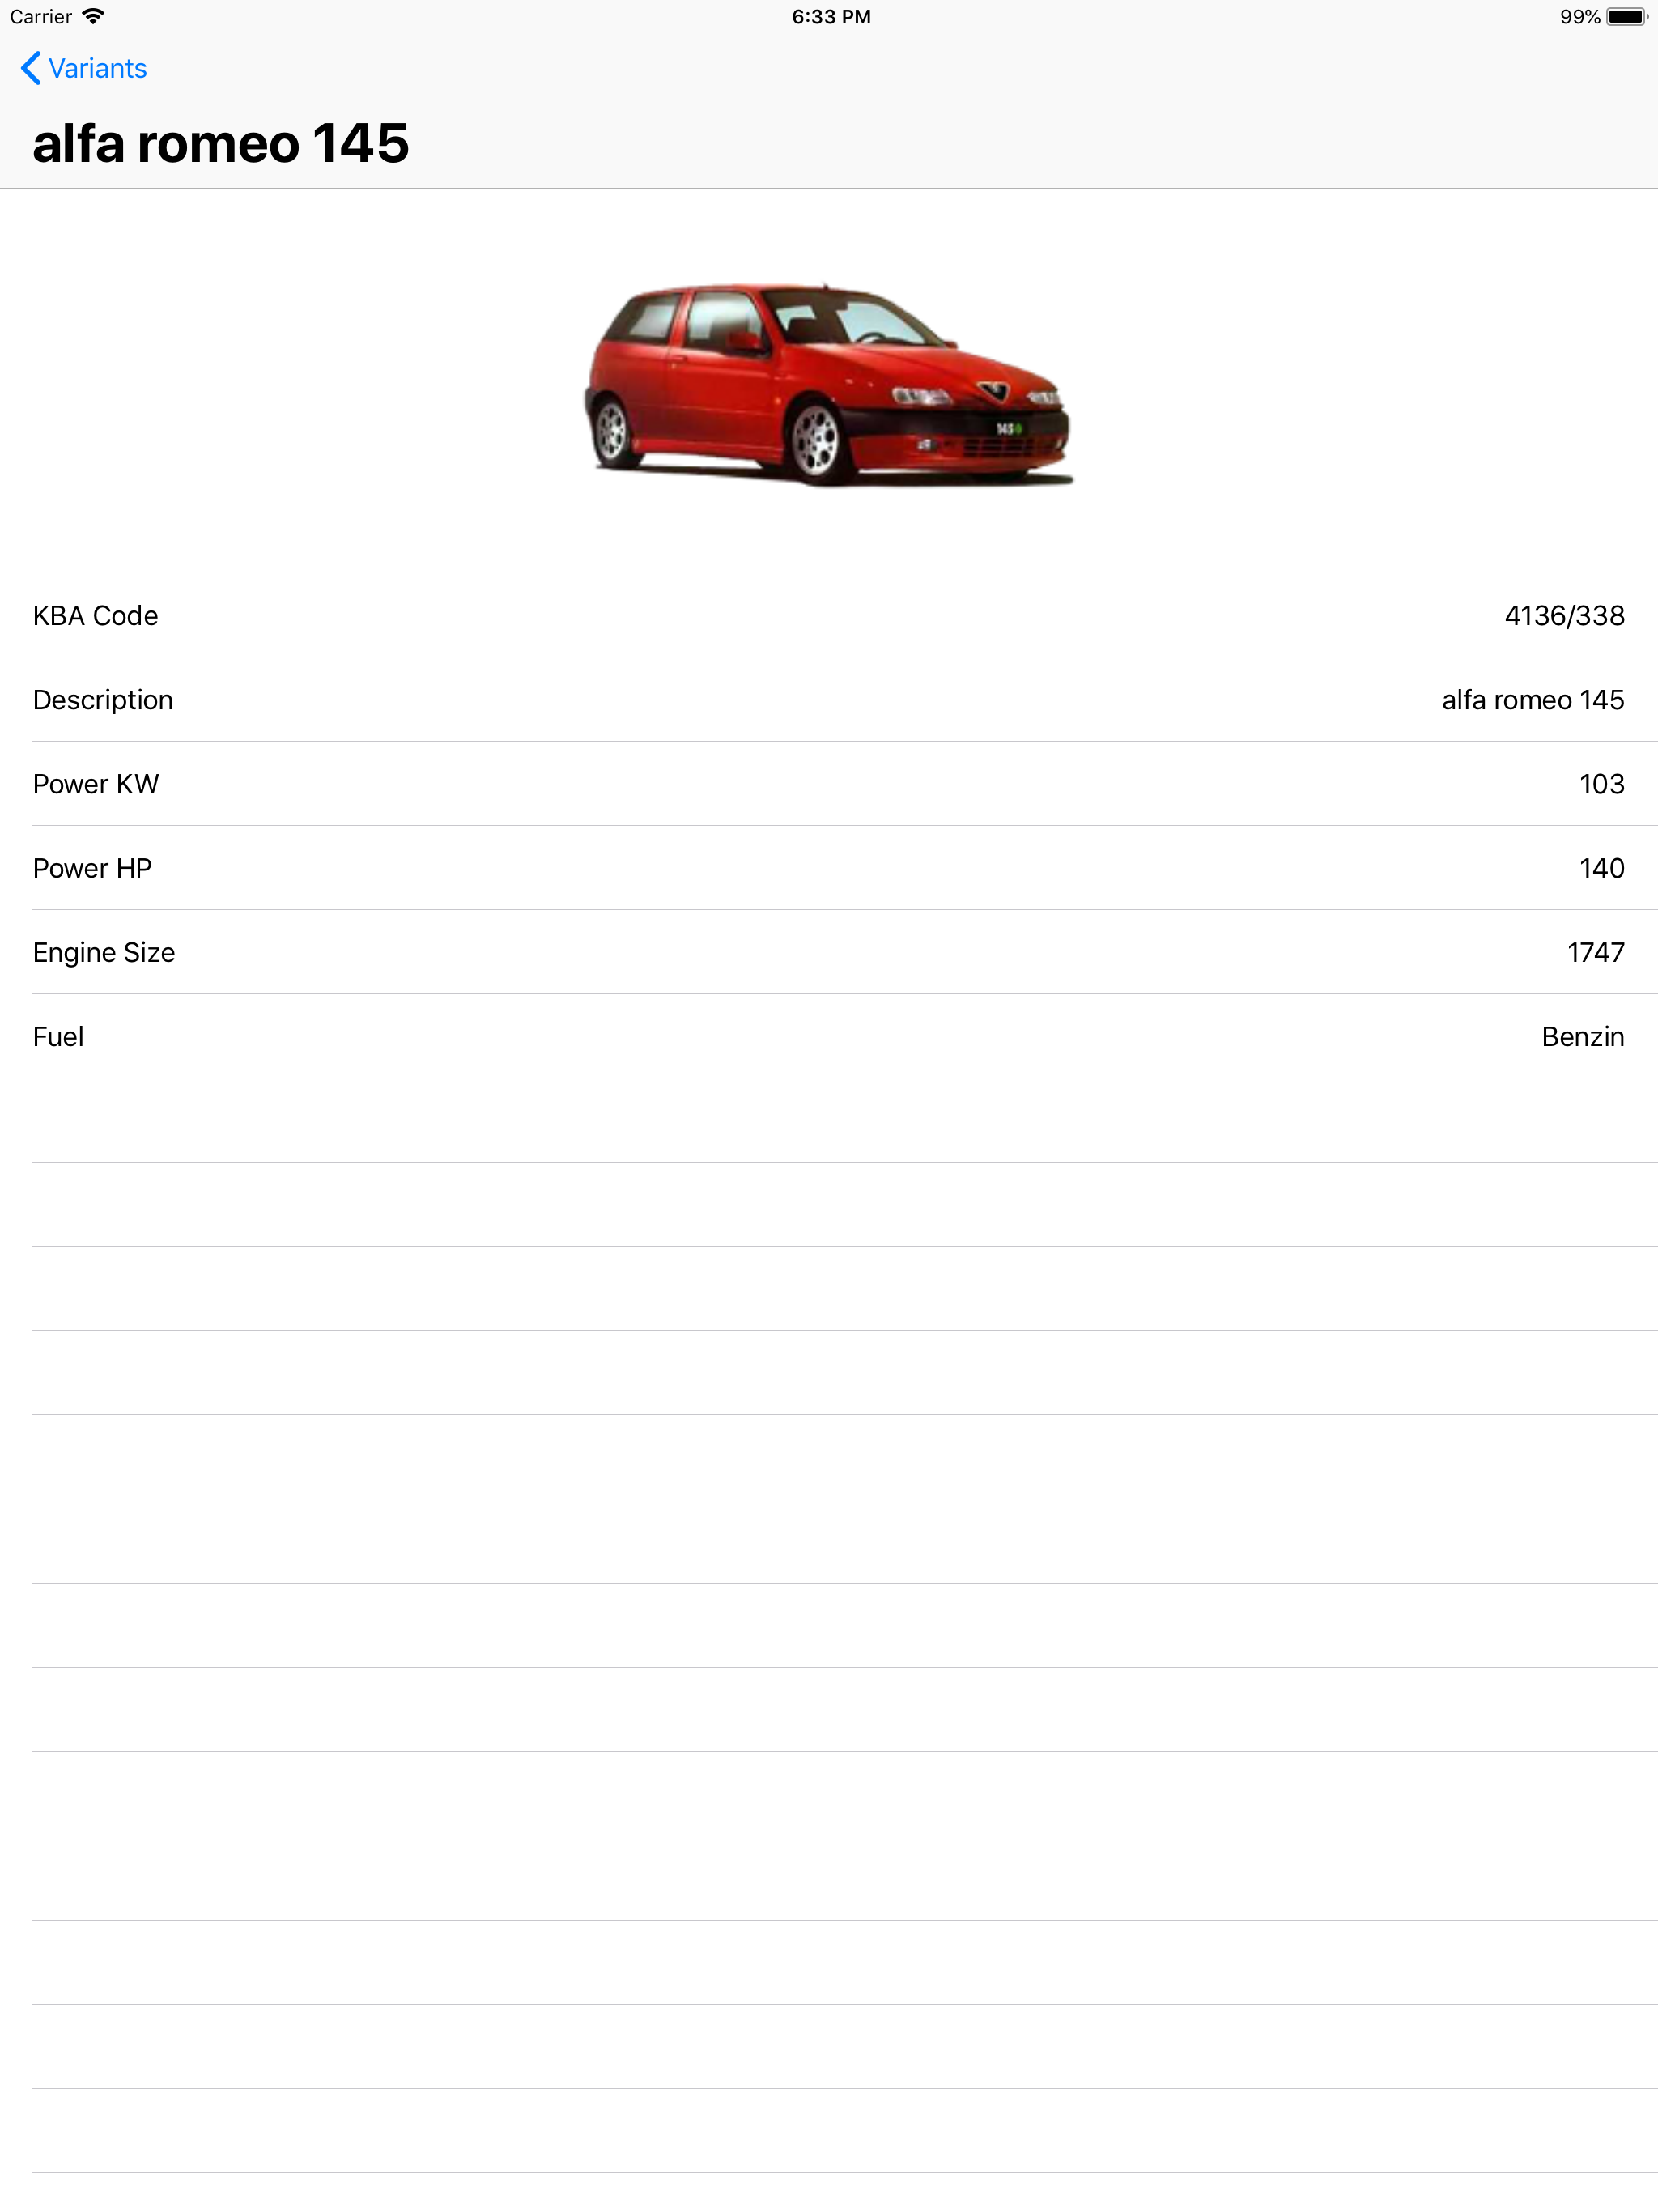 Carrier 6:33 PM 99%
Variants
alfa romeo 145
145
KBA Code 4136/338
Description alfa romeo 145
Power KW 103
Power HP 140
Engine Size 1747
Fuel Benzin